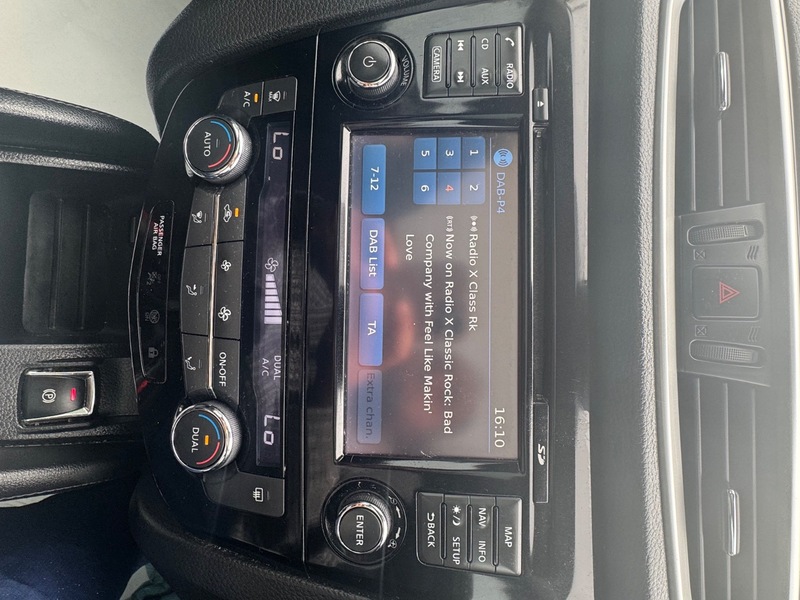 RADIO
CD
AUX
CAMERA
VOLUME
DAB-P4
16:10
1
2
3
4
5
6
Radio X Class Rk
Now on Radio X Classic Rock: Bad
Company with Feel Like Makin'
Love
7-12
DAB List
TA
Extra chan.
MAP
NAV
INFO
SETUP
BACK
ENTER
MAX
A/C
Lo
DUAL
A/C
Lo
AUTO
ON·OFF
DUAL
PASSENGER
AIR BAG
(P)